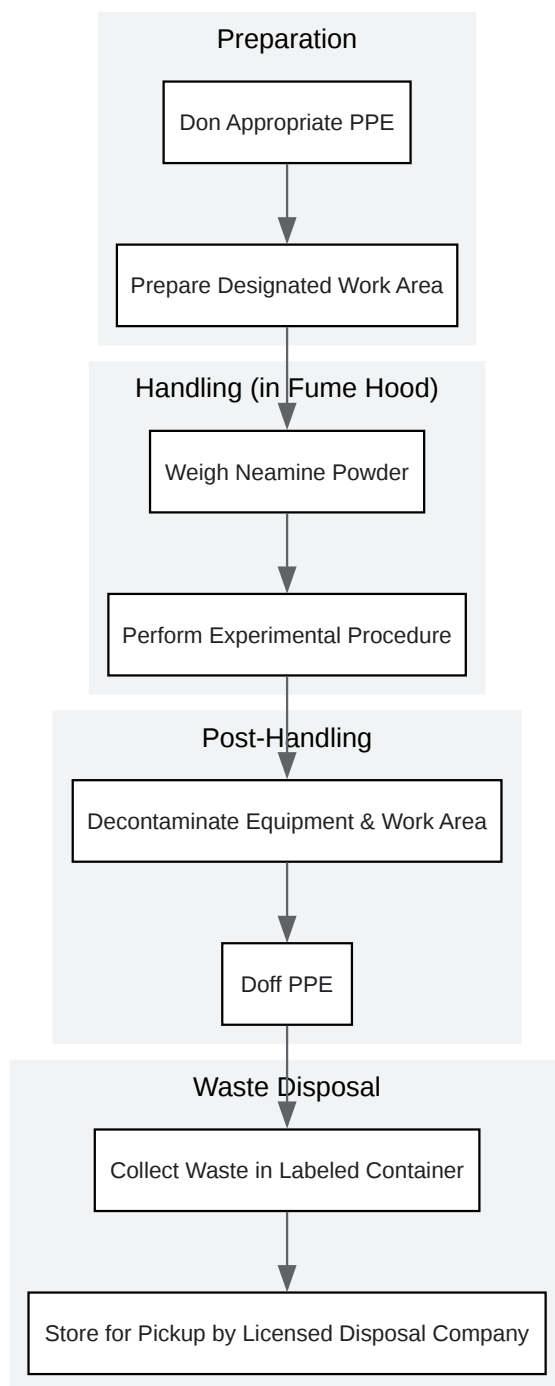 Preparation
Don Appropriate PPE
Prepare Designated Work Area
Handling (in Fume Hood)
Weigh Neamine Powder
Perform Experimental Procedure
Post-Handling
Decontaminate Equipment & Work Area
Doff PPE
Waste Disposal
Collect Waste in Labeled Container
Store for Pickup by Licensed Disposal Company